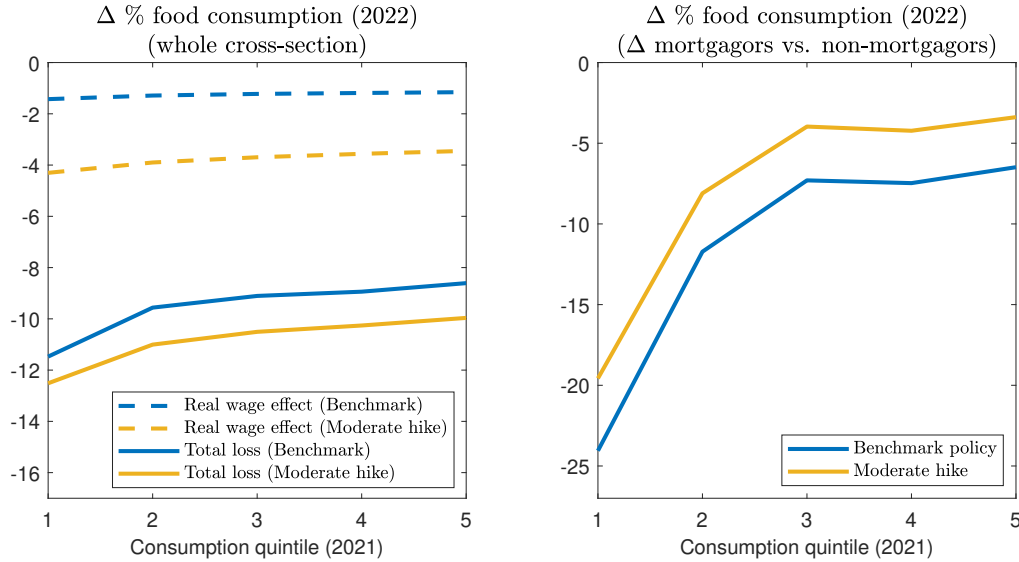 Δ % food consumption (2022)
(whole cross-section)
0
-2
-4
-6
-8
-10
-12
-14
-16
1 2 3 4 5
Consumption quintile (2021)
Real wage effect (Benchmark)
Real wage effect (Moderate hike)
Total loss (Benchmark)
Total loss (Moderate hike)
Δ % food consumption (2022)
(Δ mortgagors vs. non-mortgagors)
0
-5
-10
-15
-20
-25
1 2 3 4 5
Consumption quintile (2021)
Benchmark policy
Moderate hike